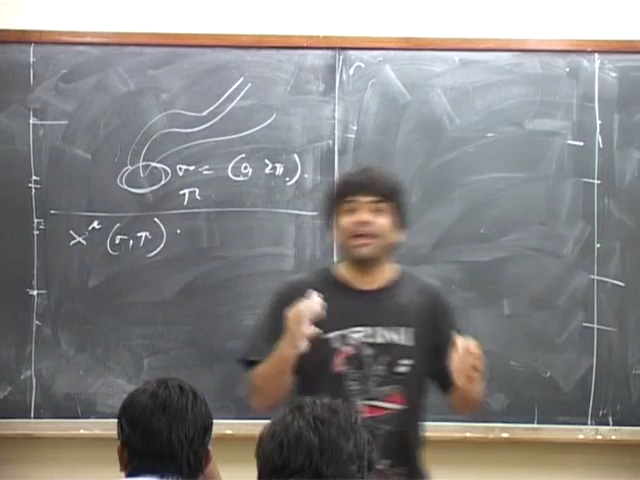 σ = (0, 2π).
τ
X^μ (σ, τ).